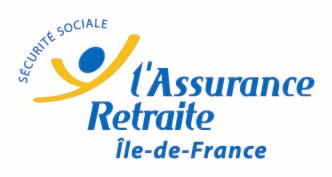 SÉCURITÉ SOCIALE
l'Assurance
Retraite
Île-de-France